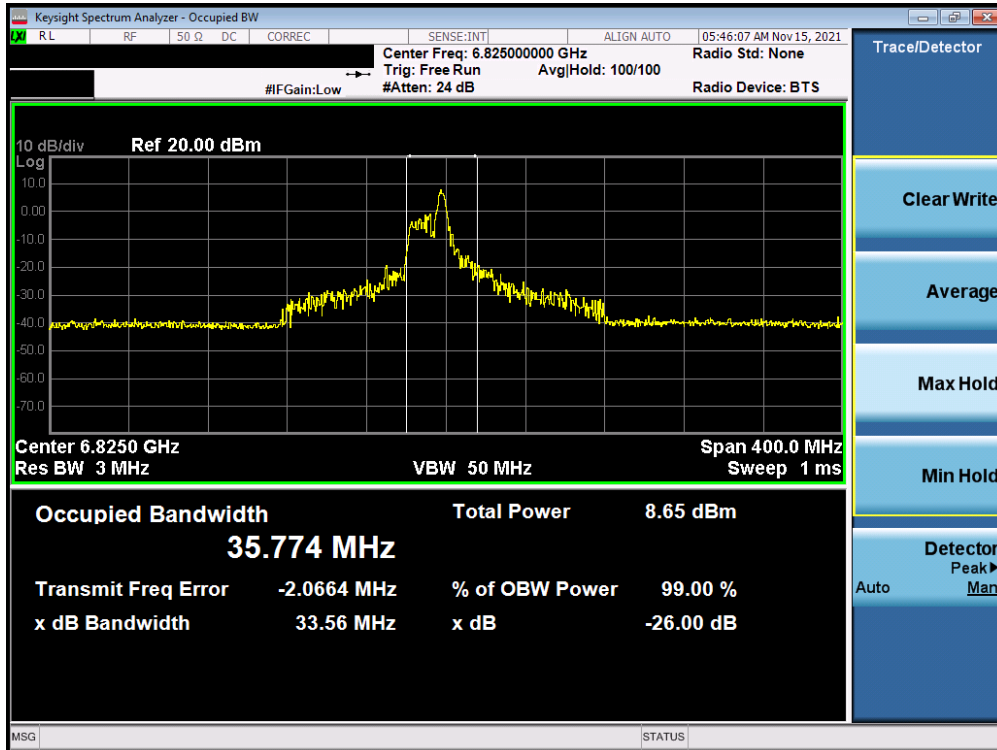 Keysight Spectrum Analyzer - Occupied BW
LXI RL RF 50 Ω DC CORREC SENSE:INT ALIGN AUTO 05:46:07 AM Nov 15, 2021
Center Freq: 6.825000000 GHz Radio Std: None
Trig: Free Run Avg|Hold: 100/100
#IFGain:Low #Atten: 24 dB Radio Device: BTS
10 dB/div Ref 20.00 dBm
Log
10.0
0.00
-10.0
-20.0
-30.0
-40.0
-50.0
-60.0
-70.0
Center 6.8250 GHz Span 400.0 MHz
Res BW 3 MHz VBW 50 MHz Sweep 1 ms
Occupied Bandwidth Total Power 8.65 dBm
35.774 MHz
Transmit Freq Error -2.0664 MHz % of OBW Power 99.00 %
x dB Bandwidth 33.56 MHz x dB -26.00 dB
Trace/Detector
Clear Write
Average
Max Hold
Min Hold
Detector
Peak
Auto Man
MSG STATUS